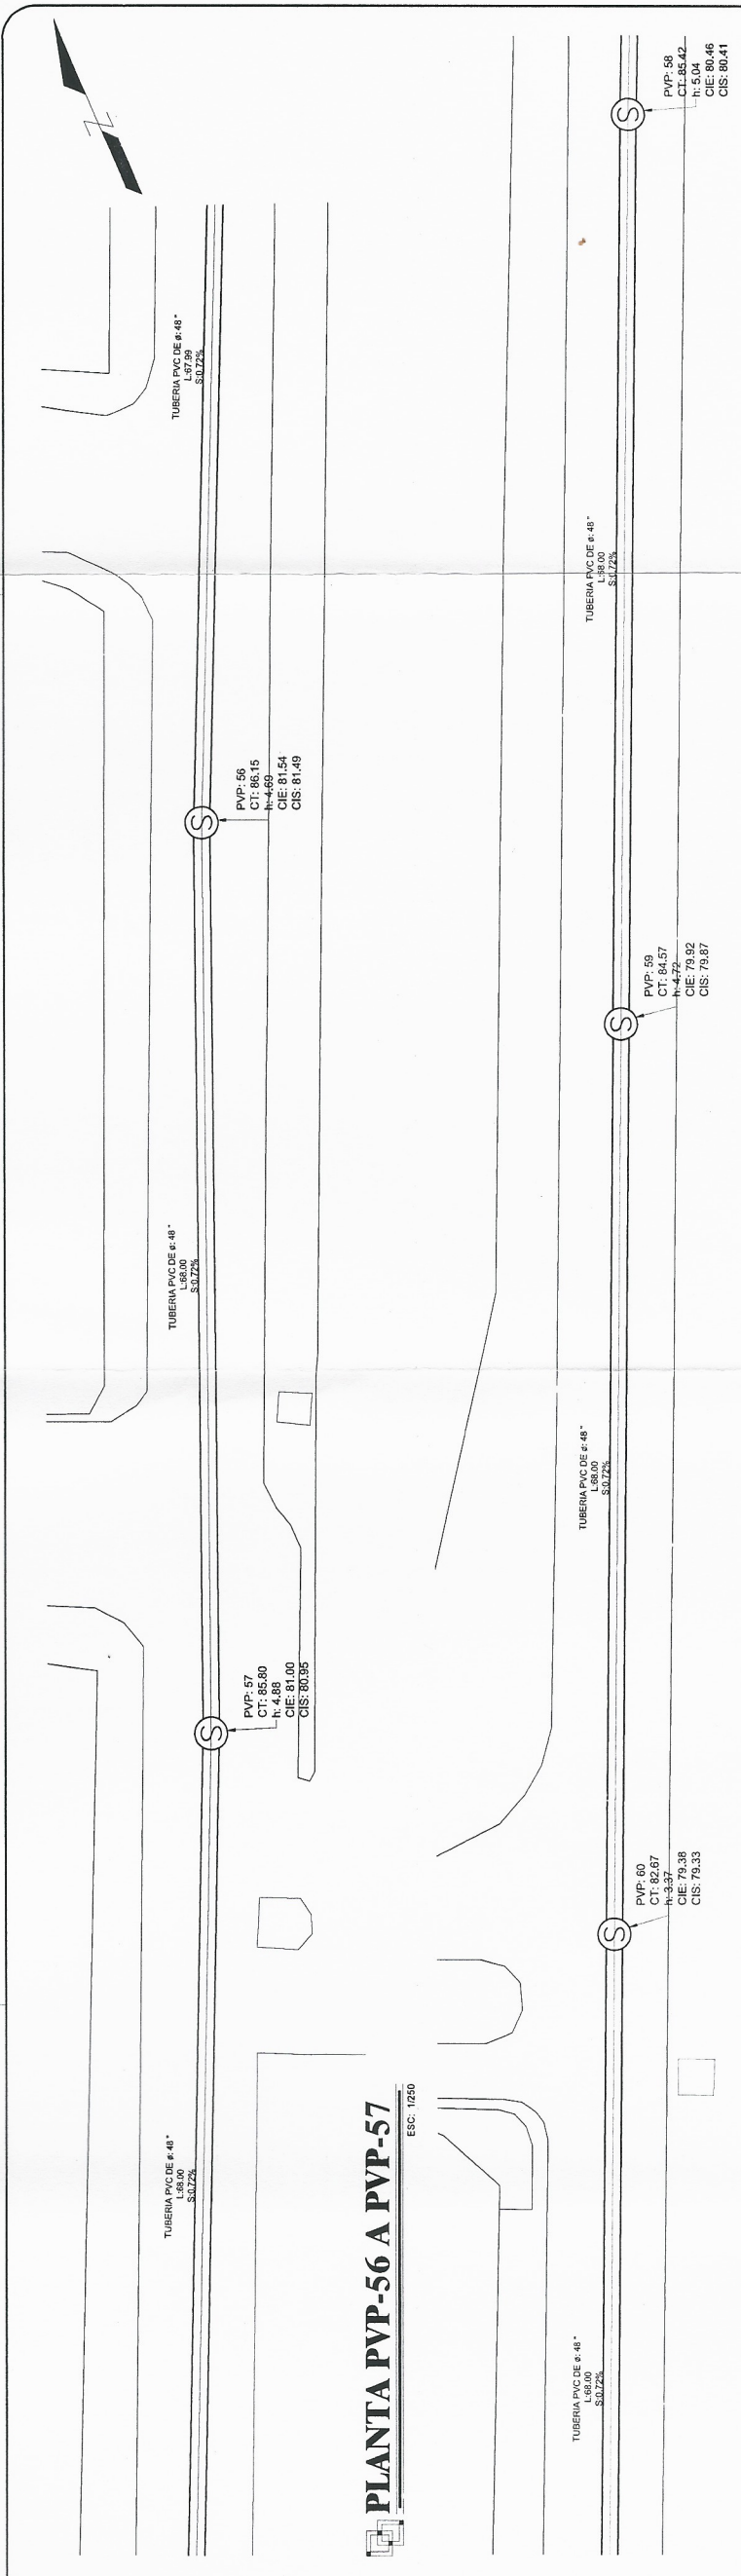 TUBERIA PVC DE ø: 48"
L:67.99
S:0.72%
PVP: 56
CT: 86.15
h: 4.69
CIE: 81.54
CIS: 81.49
TUBERIA PVC DE ø: 48"
L:68.00
S:0.72%
PVP: 57
CT: 85.80
h: 4.88
CIE: 81.00
CIS: 80.95
TUBERIA PVC DE ø: 48"
L:68.00
S:0.72%
PLANTA PVP-56 A PVP-57
ESC: 1/250
PVP: 58
CT: 85.42
h: 5.04
CIE: 80.46
CIS: 80.41
TUBERIA PVC DE ø: 48"
L:68.00
S:0.72%
PVP: 59
CT: 84.57
h: 4.72
CIE: 79.92
CIS: 79.87
TUBERIA PVC DE ø: 48"
L:68.00
S:0.72%
PVP: 60
CT: 82.67
h: 3.37
CIE: 79.38
CIS: 79.33
TUBERIA PVC DE ø: 48"
L:68.00
S:0.72%
S
S
S
S
S